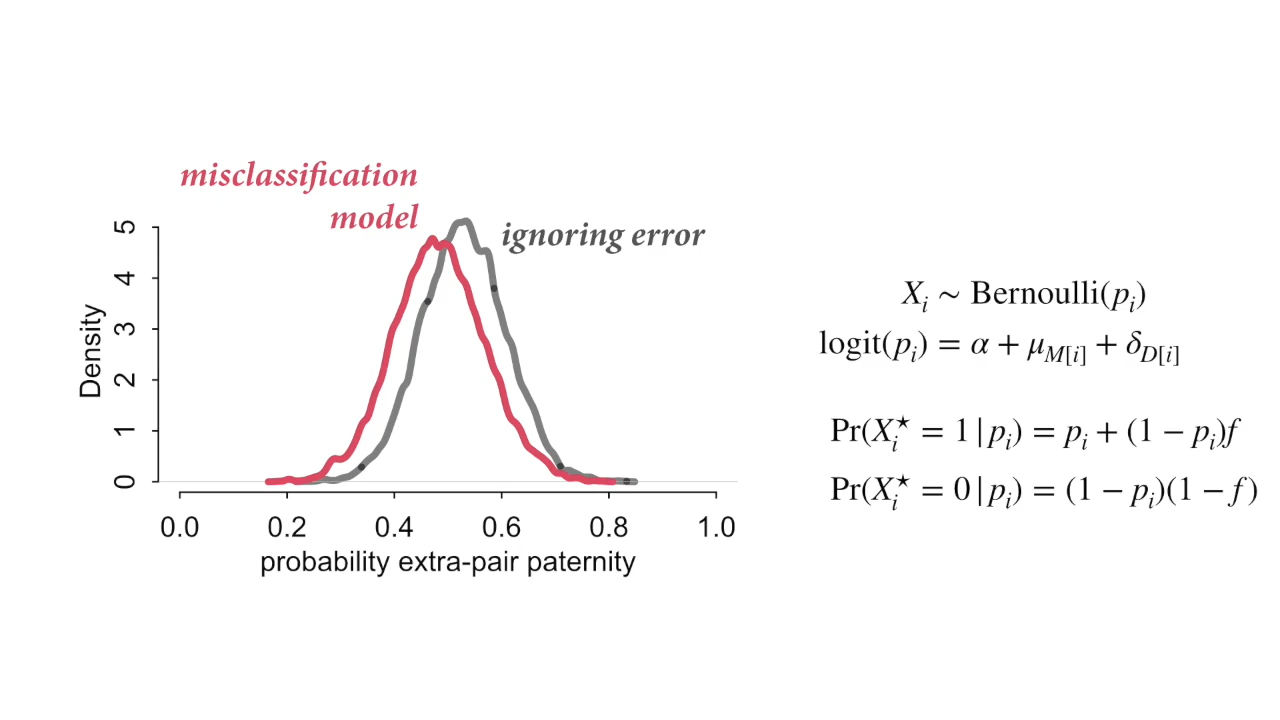 misclassification
model
ignoring error
Density
5
4
3
2
1
0
0.0 0.2 0.4 0.6 0.8 1.0
probability extra-pair paternity
X_i ~ Bernoulli(p_i)
logit(p_i) = α + μ_{M[i]} + δ_{D[i]}
Pr(X_i^⋆ = 1 | p_i) = p_i + (1 − p_i)f
Pr(X_i^⋆ = 0 | p_i) = (1 − p_i)(1 − f)